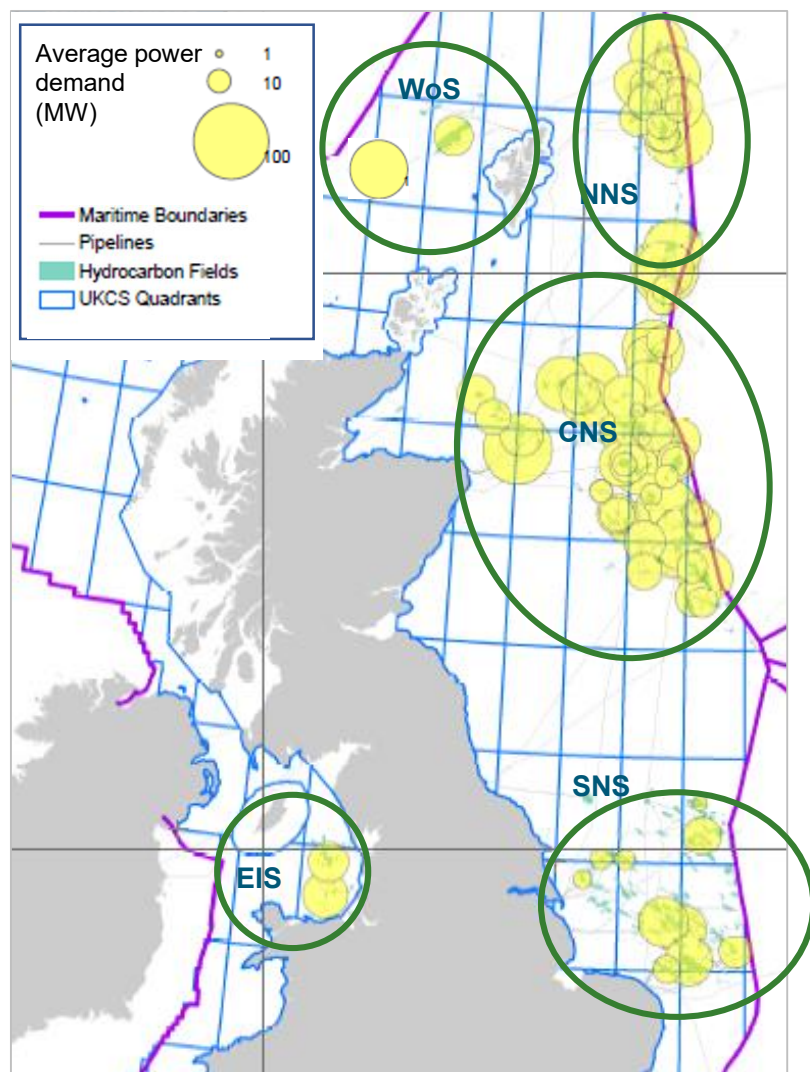 Average power 1
demand 10
(MW)
100
Maritime Boundaries
Pipelines
Hydrocarbon Fields
UKCS Quadrants
WoS
1
NNS
CNS
SNS
EIS